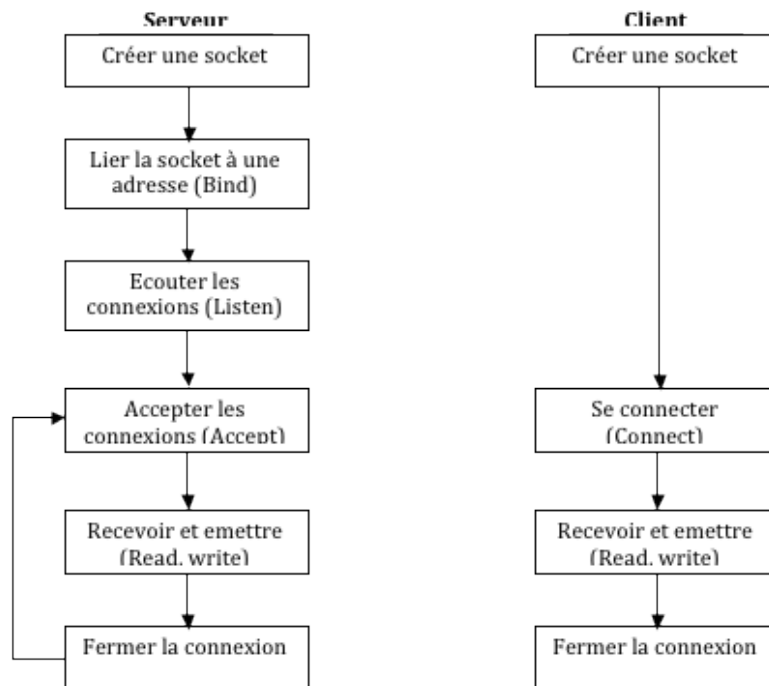 Serveur
Créer une socket
Lier la socket à une
adresse (Bind)
Ecouter les
connexions (Listen)
Accepter les
connexions (Accept)
Recevoir et emettre
(Read. write)
Fermer la connexion
Client
Créer une socket
Se connecter
(Connect)
Recevoir et emettre
(Read. write)
Fermer la connexion